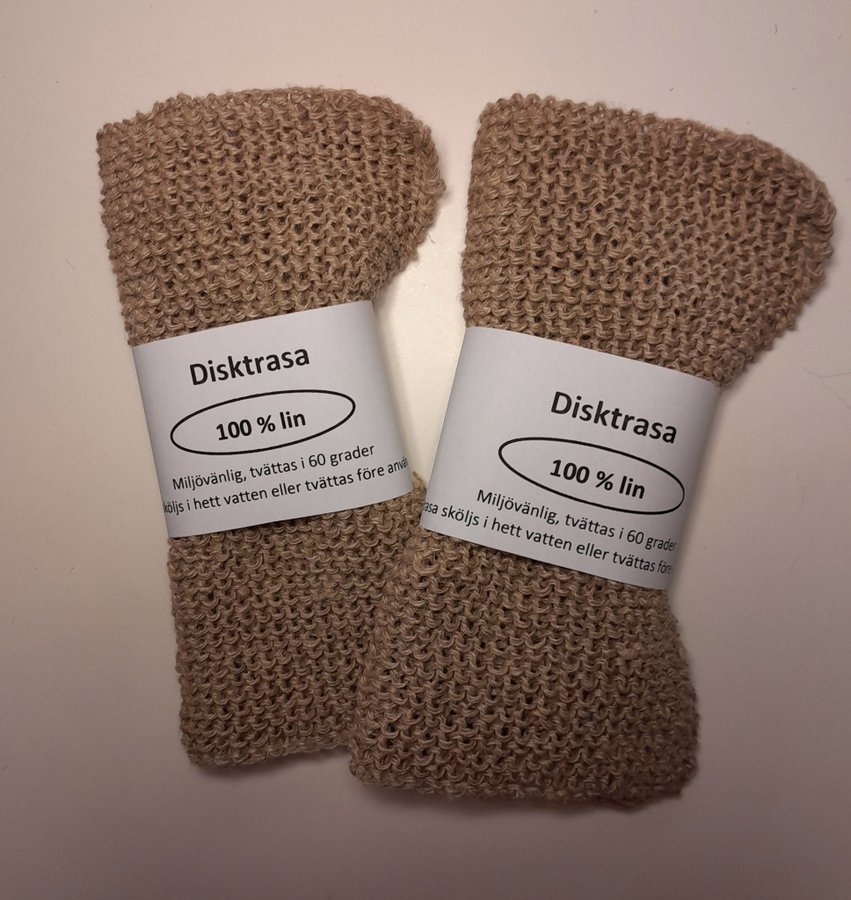 Disktrasa
100 % lin
Miljövänlig, tvättas i 60 grader
sköljs i hett vatten eller tvättas före
Disktrasa
100 % lin
Miljövänlig, tvättas i 60 grader
sköljs i hett vatten eller tvättas före